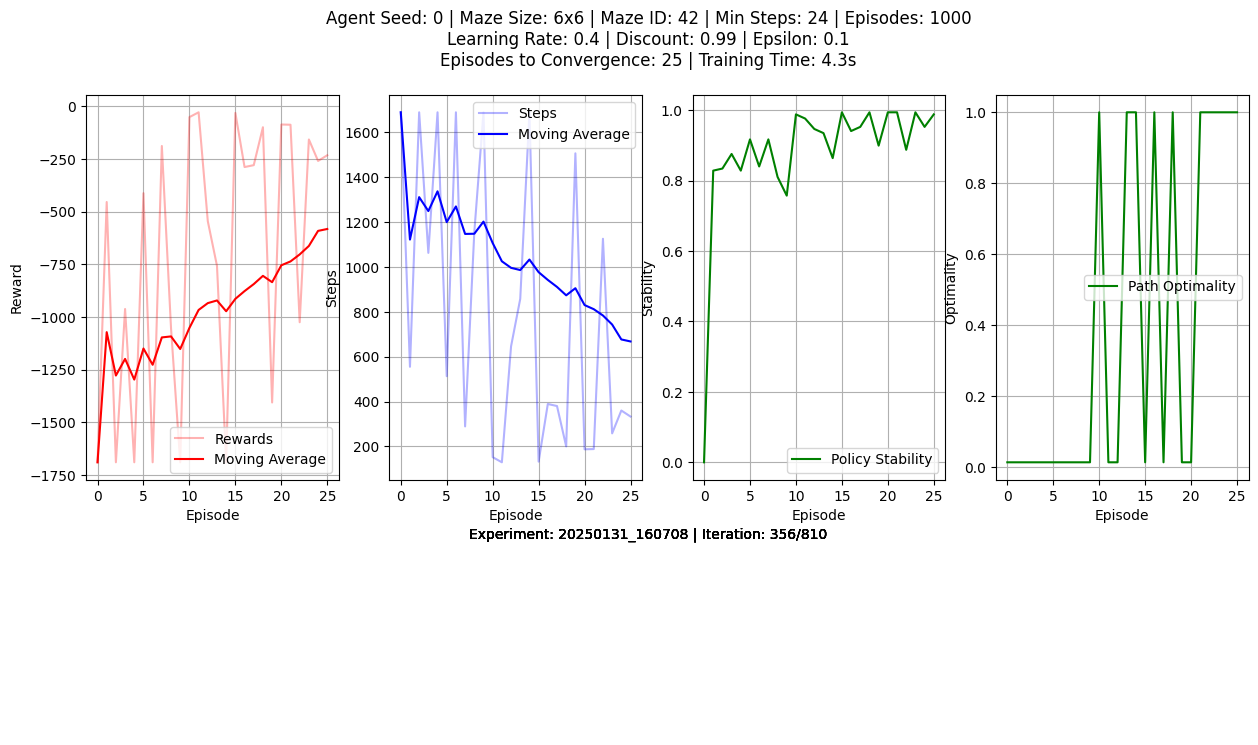 Agent Seed: 0 | Maze Size: 6x6 | Maze ID: 42 | Min Steps: 24 | Episodes: 1000
Learning Rate: 0.4 | Discount: 0.99 | Epsilon: 0.1
Episodes to Convergence: 25 | Training Time: 4.3s
Reward
0
−250
−500
−750
−1000
−1250
−1500
−1750
Rewards
Moving Average
0 5 10 15 20 25
Episode
Steps
1600
1400
1200
1000
800
600
400
200
Steps
Moving Average
0 5 10 15 20 25
Episode
Stability
1.0
0.8
0.6
0.4
0.2
0.0
Policy Stability
0 5 10 15 20 25
Episode
Optimality
1.0
0.8
0.6
0.4
0.2
0.0
Path Optimality
0 5 10 15 20 25
Episode
Experiment: 20250131_160708 | Iteration: 356/810